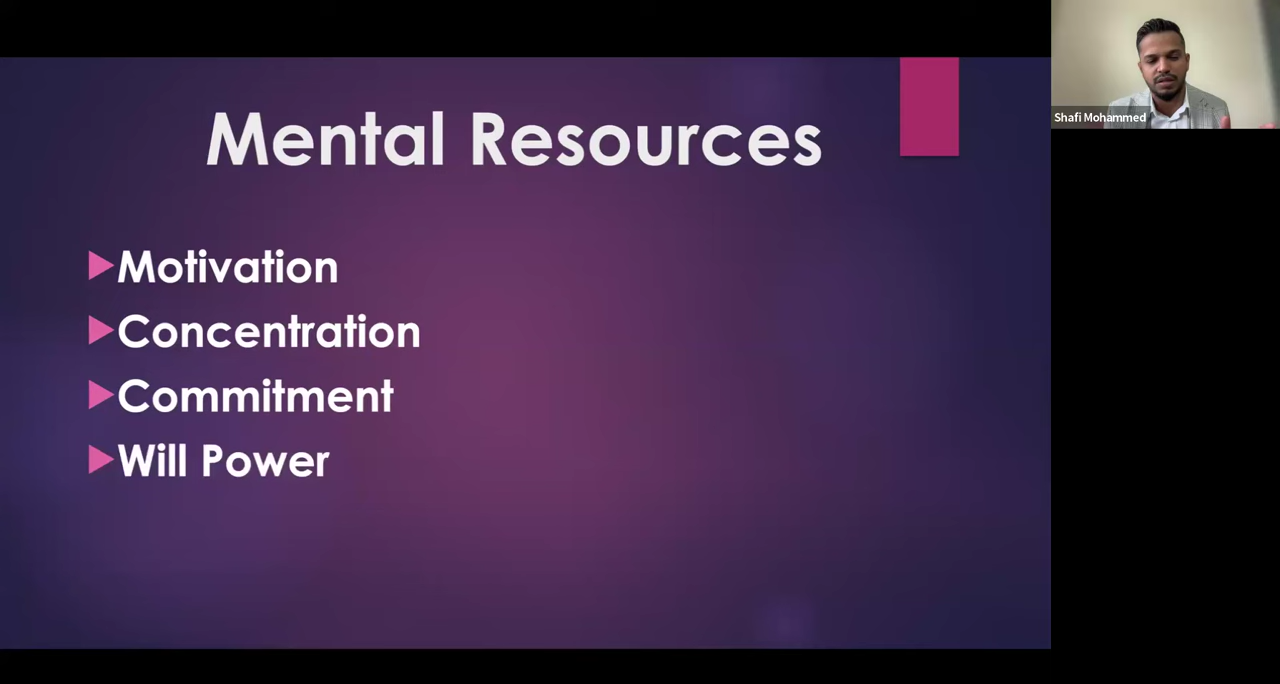 Mental Resources
Motivation
Concentration
Commitment
Will Power
Shafi Mohammed